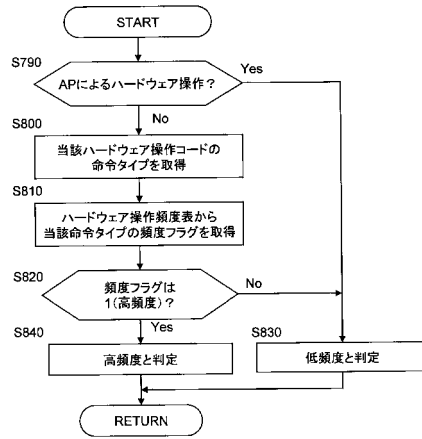 START
S790
APによるハードウェア操作？
Yes
No
S800
当該ハードウェア操作コードの
命令タイプを取得
S810
ハードウェア操作頻度表から
当該命令タイプの頻度フラグを取得
S820
頻度フラグは
1(高頻度)？
No
Yes
S840
高頻度と判定
S830
低頻度と判定
RETURN